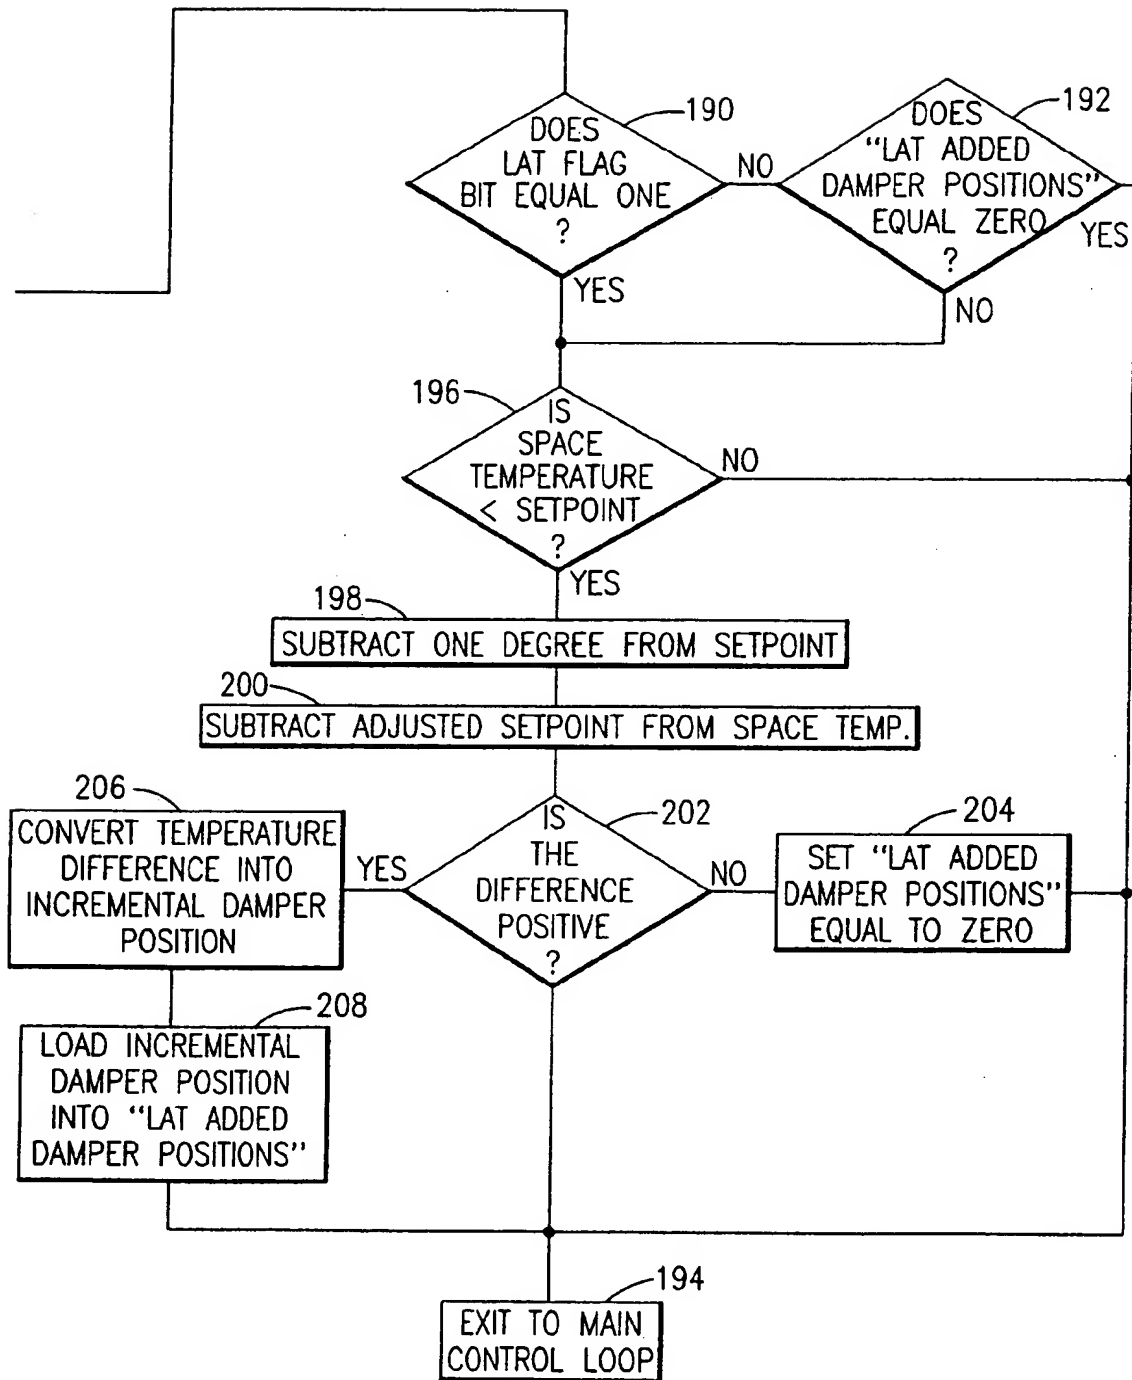 190
DOES
LAT FLAG
BIT EQUAL ONE
?
NO
YES
192
DOES
"LAT ADDED
DAMPER POSITIONS"
EQUAL ZERO
?
YES
NO
196
IS
SPACE
TEMPERATURE
< SETPOINT
?
NO
YES
198
SUBTRACT ONE DEGREE FROM SETPOINT
200
SUBTRACT ADJUSTED SETPOINT FROM SPACE TEMP.
202
IS
THE
DIFFERENCE
POSITIVE
?
YES
NO
204
SET "LAT ADDED
DAMPER POSITIONS"
EQUAL TO ZERO
206
CONVERT TEMPERATURE
DIFFERENCE INTO
INCREMENTAL DAMPER
POSITION
208
LOAD INCREMENTAL
DAMPER POSITION
INTO "LAT ADDED
DAMPER POSITIONS"
194
EXIT TO MAIN
CONTROL LOOP